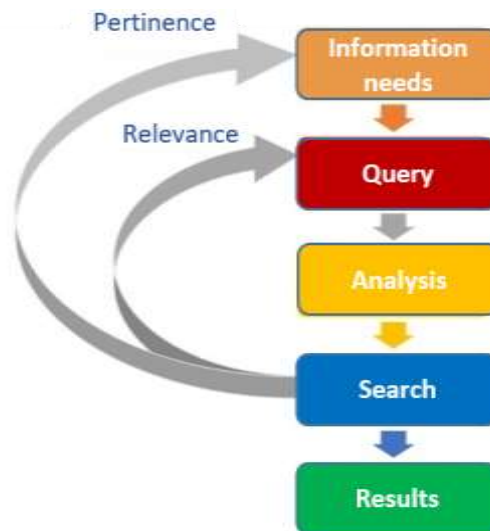 Pertinence
Information
needs
Relevance
Query
Analysis
Search
Results